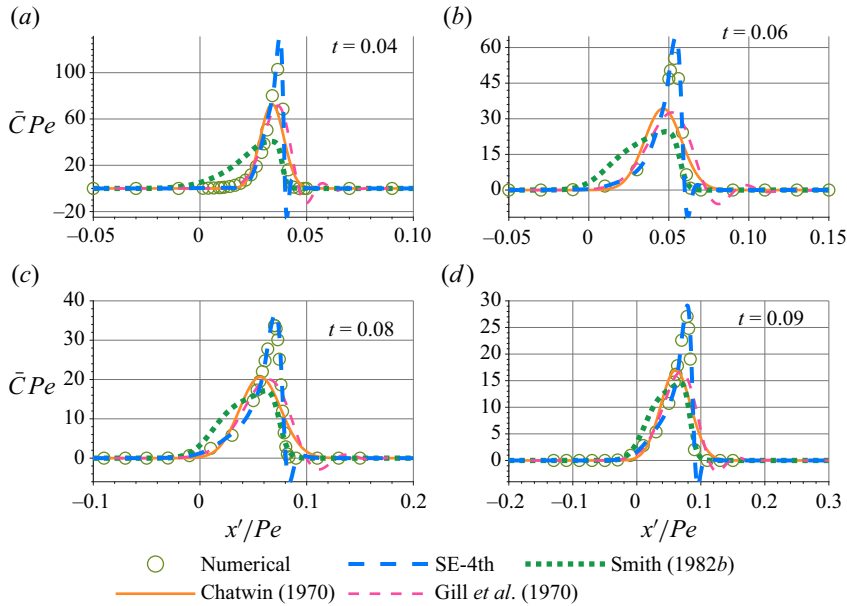 (a)
t = 0.04
C̄Pe
100
60
20
0
–20
–0.05
0
0.05
0.10
(b)
t = 0.06
60
45
30
15
0
–0.05
0
0.05
0.10
0.15
(c)
t = 0.08
C̄Pe
40
30
20
10
0
–0.1
0
0.1
0.2
x′/Pe
(d)
t = 0.09
30
25
20
15
10
5
0
–0.2
–0.1
0
0.1
0.2
0.3
x′/Pe
Numerical
SE-4th
Smith (1982b)
Chatwin (1970)
Gill et al. (1970)